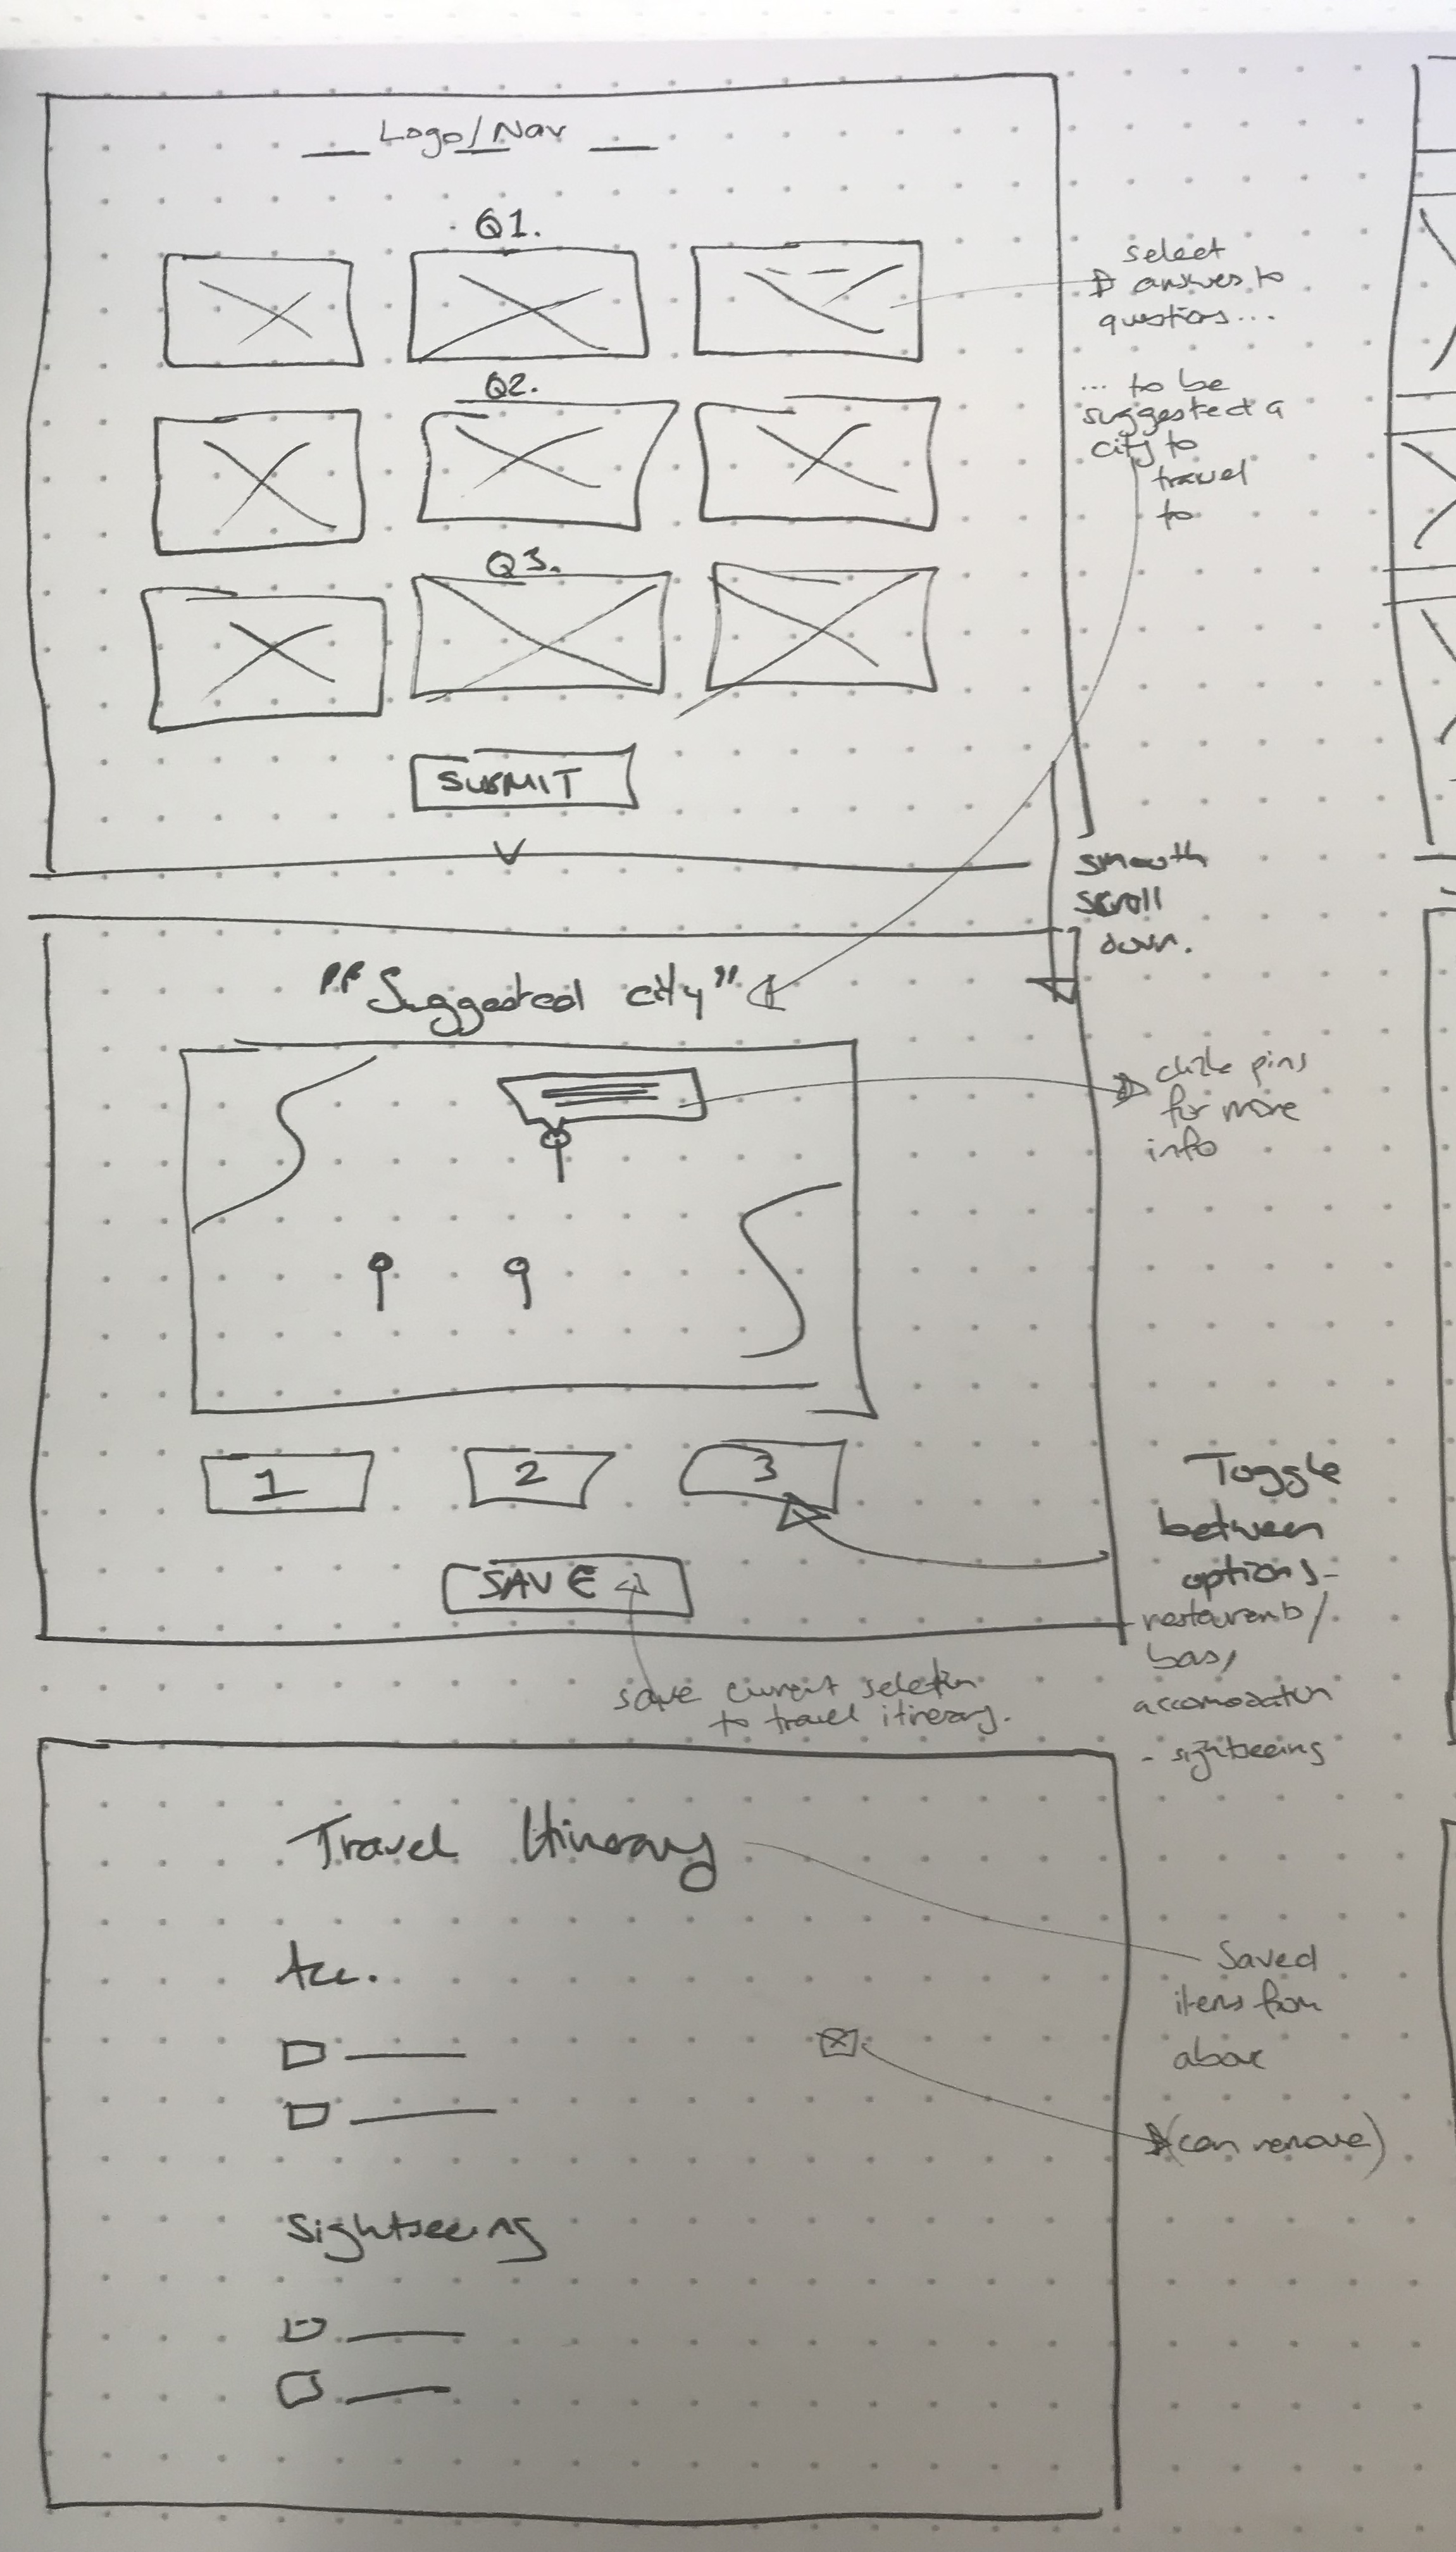 Logo/Nav
Q1.
select
answer to
questions...
Q2.
... to be
suggested a
city to
travel
to
Q3.
SUBMIT
smooth
scroll
down.
"Suggested city"
click pins
for more
info
1
2
3
Toggle
between
options-
restaurants/
bars,
accomodation
- sightseeing
SAVE
save current selection
to travel itinerary.
Travel Itinerary
Acc.
Saved
items from
above
(can remove)
Sightseeing